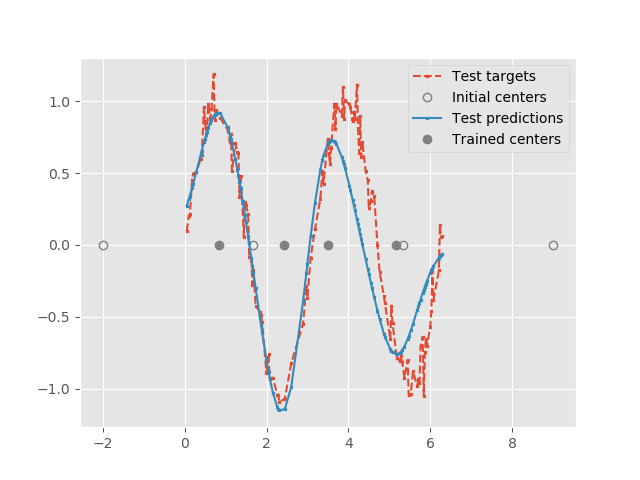 Test targets
Initial centers
Test predictions
Trained centers
1.0
0.5
0.0
−0.5
−1.0
−2 0 2 4 6 8